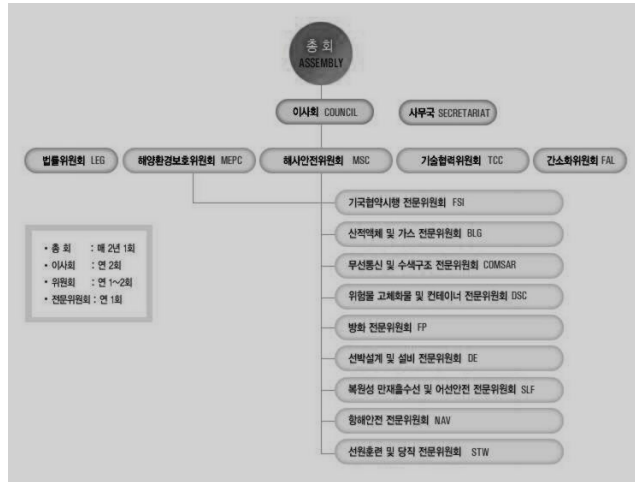 총 회
ASSEMBLY
이사회 COUNCIL
사무국 SECRETARIAT
법률위원회 LEG
해양환경보호위원회 MEPC
해사안전위원회 MSC
기술협력위원회 TCC
간소화위원회 FAL
기국협약시행 전문위원회 FSI
산적액체 및 가스 전문위원회 BLG
무선통신 및 수색구조 전문위원회 COMSAR
위험물 고체화물 및 컨테이너 전문위원회 DSC
방화 전문위원회 FP
선박설계 및 설비 전문위원회 DE
복원성 만재흘수선 및 어선안전 전문위원회 SLF
항해안전 전문위원회 NAV
선원훈련 및 당직 전문위원회 STW
• 총 회 : 매 2년 1회
• 이사회 : 연 2회
• 위원회 : 연 1~2회
• 전문위원회 : 연 1회